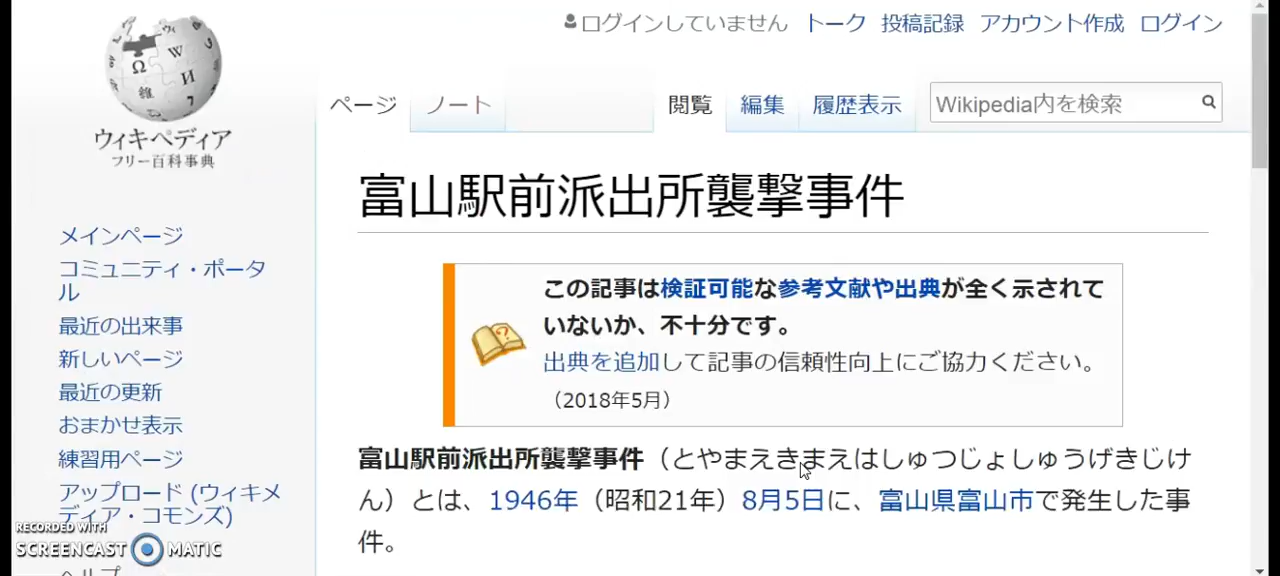 ログインしていません トーク 投稿記録 アカウント作成 ログイン
ページ ノート 閲覧 編集 履歴表示 Wikipedia内を検索
ウィキペディア
フリー百科事典
メインページ
コミュニティ・ポータ
ル
最近の出来事
新しいページ
最近の更新
おまかせ表示
練習用ページ
アップロード (ウィキメ
ディア・コモンズ)
ヘルプ
富山駅前派出所襲撃事件
この記事は検証可能な参考文献や出典が全く示されて
いないか、不十分です。
出典を追加して記事の信頼性向上にご協力ください。
（2018年5月）
富山駅前派出所襲撃事件（とやまえきまえはしゅつじょしゅうげきじけ
ん）とは、1946年（昭和21年）8月5日に、富山県富山市で発生した事
件。
RECORDED WITH
SCREENCAST MATIC